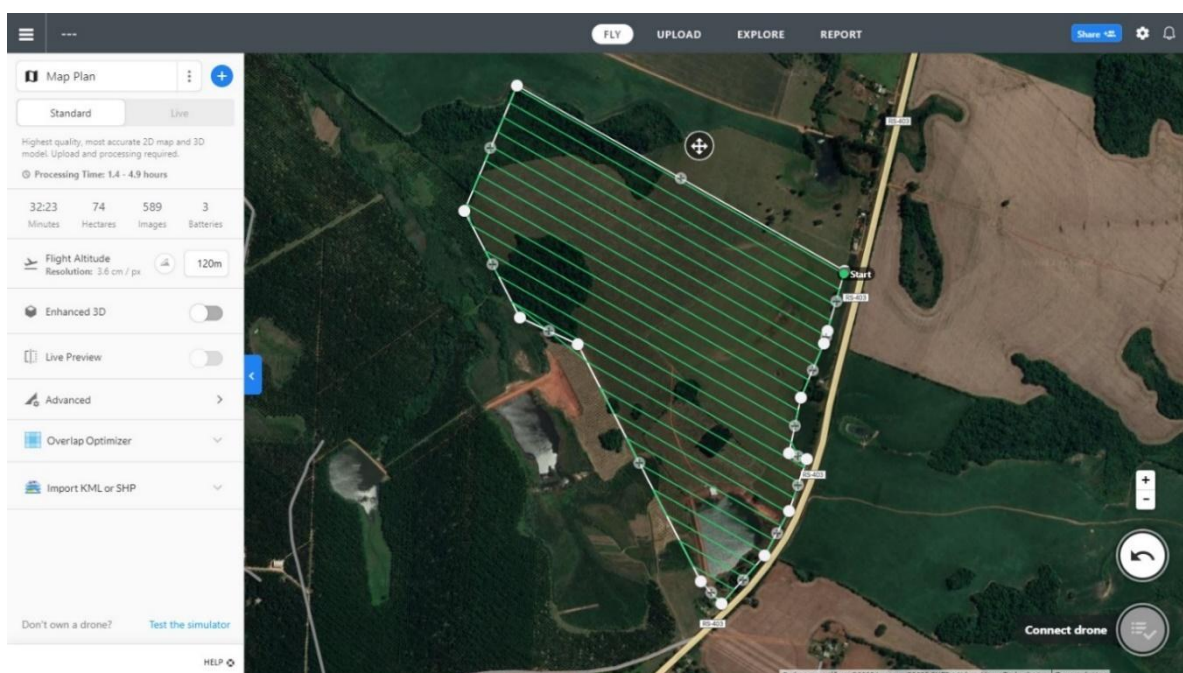 ---
FLY UPLOAD EXPLORE REPORT
Share
Map Plan
Standard Live
Highest quality, most accurate 2D map and 3D
model. Upload and processing required.
Processing Time: 1.4 - 4.9 hours
32:23 74 589 3
Minutes Hectares Images Batteries
Flight Altitude
Resolution: 3.6 cm / px
120m
Enhanced 3D
Live Preview
Advanced
Overlap Optimizer
Import KML or SHP
Don't own a drone? Test the simulator
HELP
RS-403
Start
RS-403
RS-403
RS-403
+
-
Connect drone